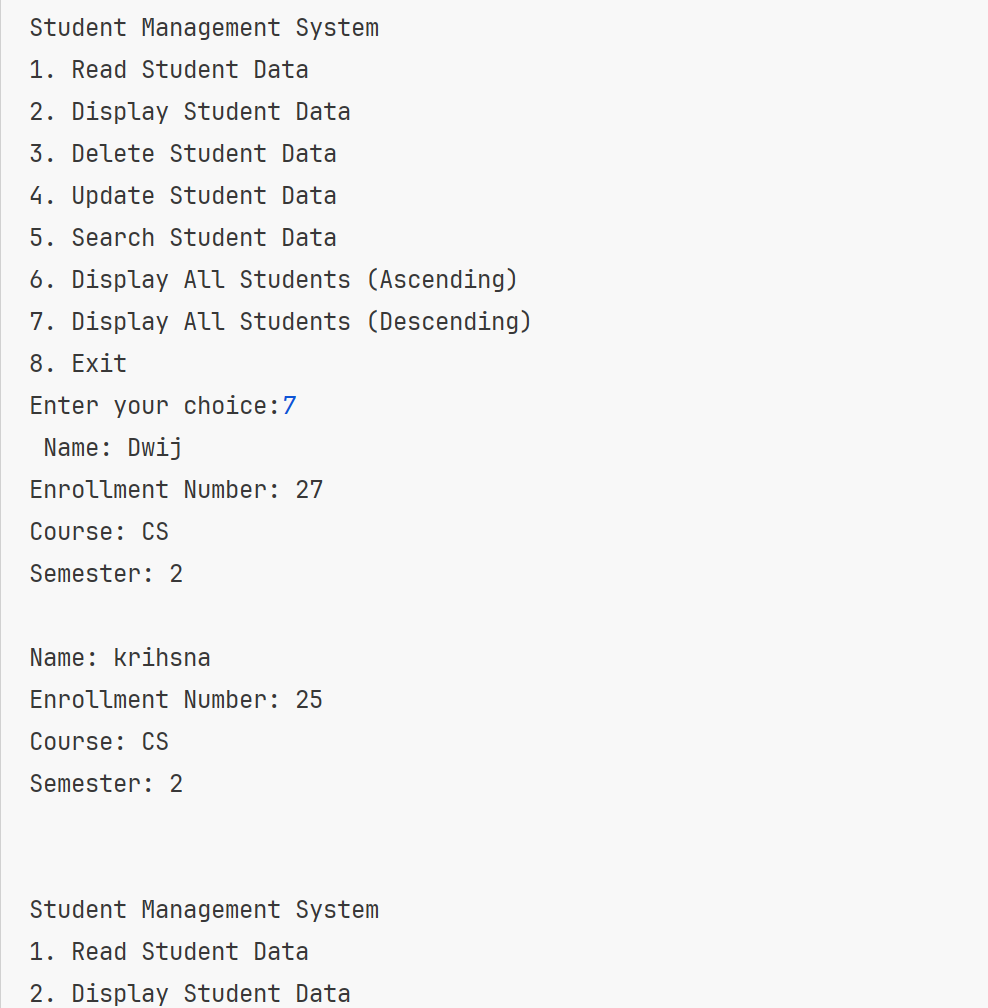 Student Management System
1. Read Student Data
2. Display Student Data
3. Delete Student Data
4. Update Student Data
5. Search Student Data
6. Display All Students (Ascending)
7. Display All Students (Descending)
8. Exit
Enter your choice:7
 Name: Dwij
Enrollment Number: 27
Course: CS
Semester: 2

Name: krihsna
Enrollment Number: 25
Course: CS
Semester: 2


Student Management System
1. Read Student Data
2. Display Student Data